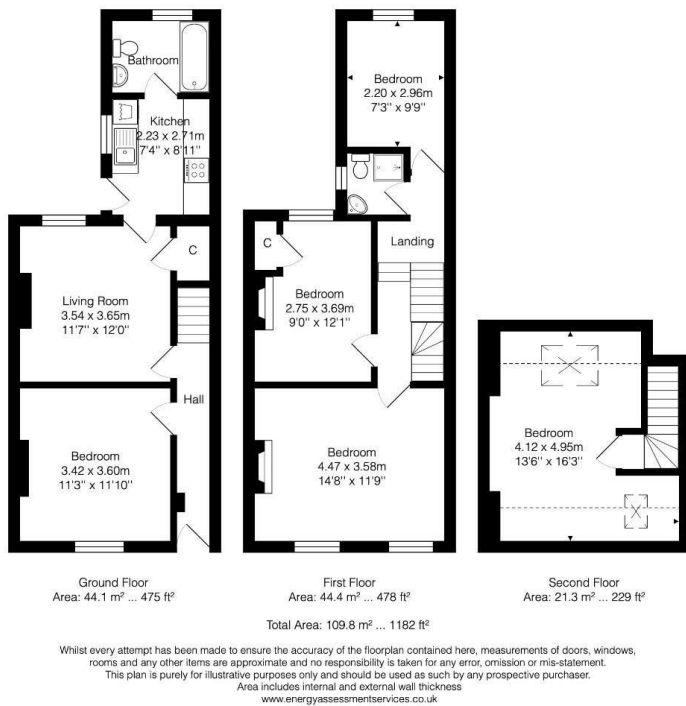 Bathroom
Kitchen
2.23 x 2.71m
7'4" x 8'11"
C
Living Room
3.54 x 3.65m
11'7'' x 12'0''
Hall
Bedroom
3.42 x 3.60m
11'3'' x 11'10''
Ground Floor
Area: 44.1 m² ... 475 ft²
Bedroom
2.20 x 2.96m
7'3'' x 9'9''
Landing
C
Bedroom
2.75 x 3.69m
9'0'' x 12'1''
Bedroom
4.47 x 3.58m
14'8'' x 11'9''
First Floor
Area: 44.4 m² ... 478 ft²
Bedroom
4.12 x 4.95m
13'6'' x 16'3''
Second Floor
Area: 21.3 m² ... 229 ft²
Total Area: 109.8 m² ... 1182 ft²
Whilst every attempt has been made to ensure the accuracy of the floorplan contained here, measurements of doors, windows,
rooms and any other items are approximate and no responsibility is taken for any error, omission or mis-statement.
This plan is purely for illustrative purposes only and should be used as such by any prospective purchaser.
Area includes internal and external wall thickness
www.energyassessmentservices.co.uk